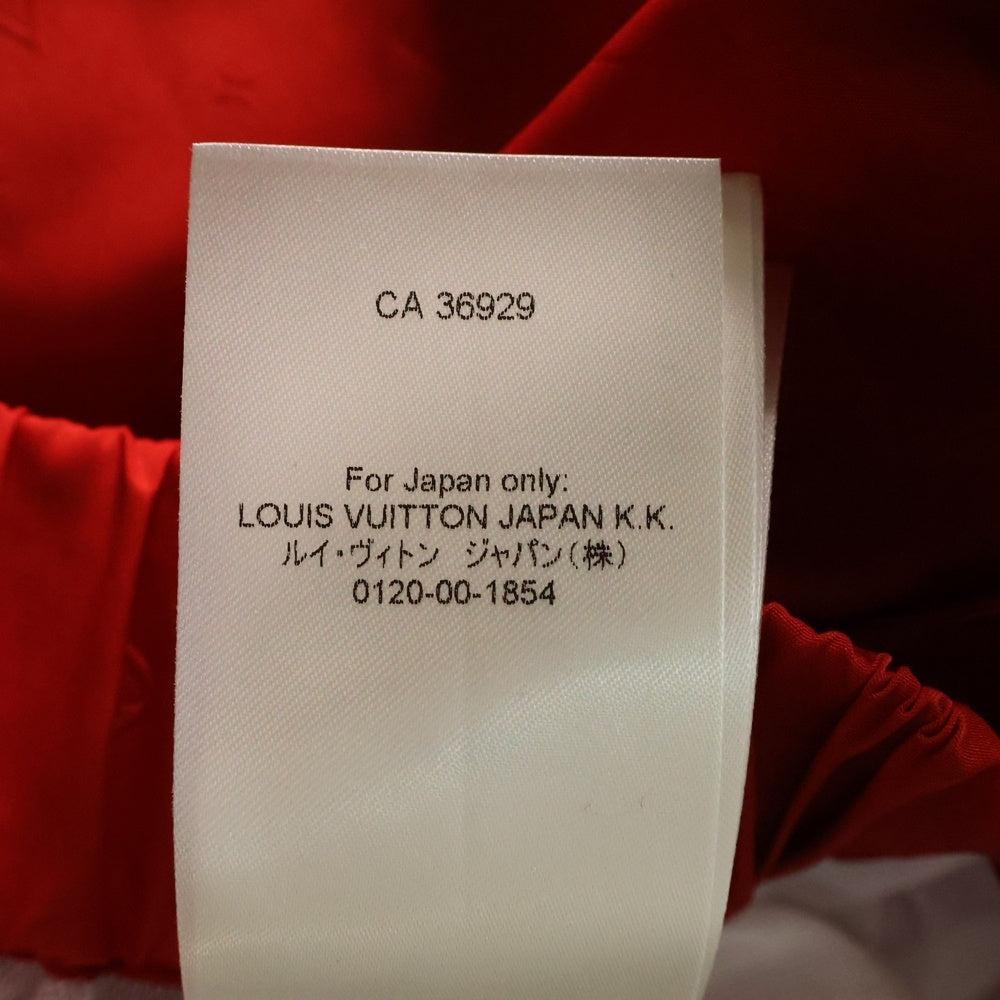 CA 36929
For Japan only:
LOUIS VUITTON JAPAN K.K.
ルイ・ヴィトン　ジャパン(株)
0120-00-1854